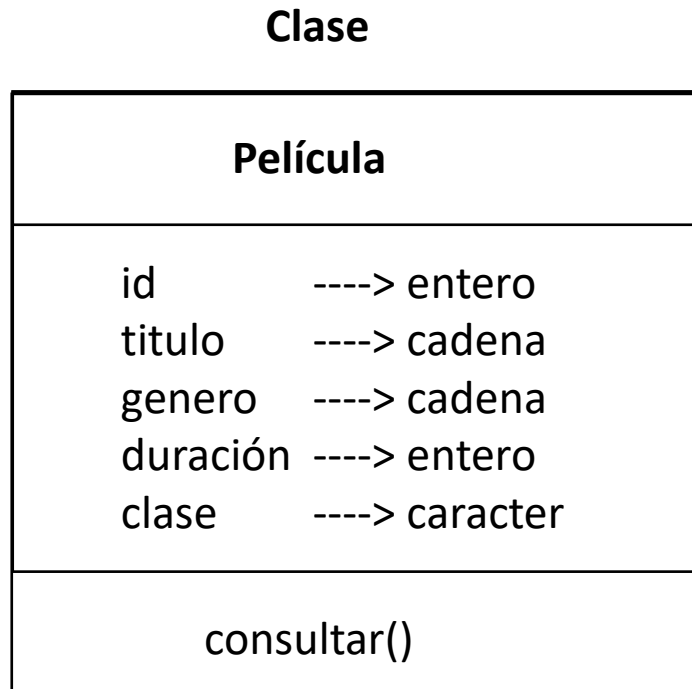 Clase
Película
id ----> entero
titulo ----> cadena
genero ----> cadena
duración ----> entero
clase ----> caracter
consultar()